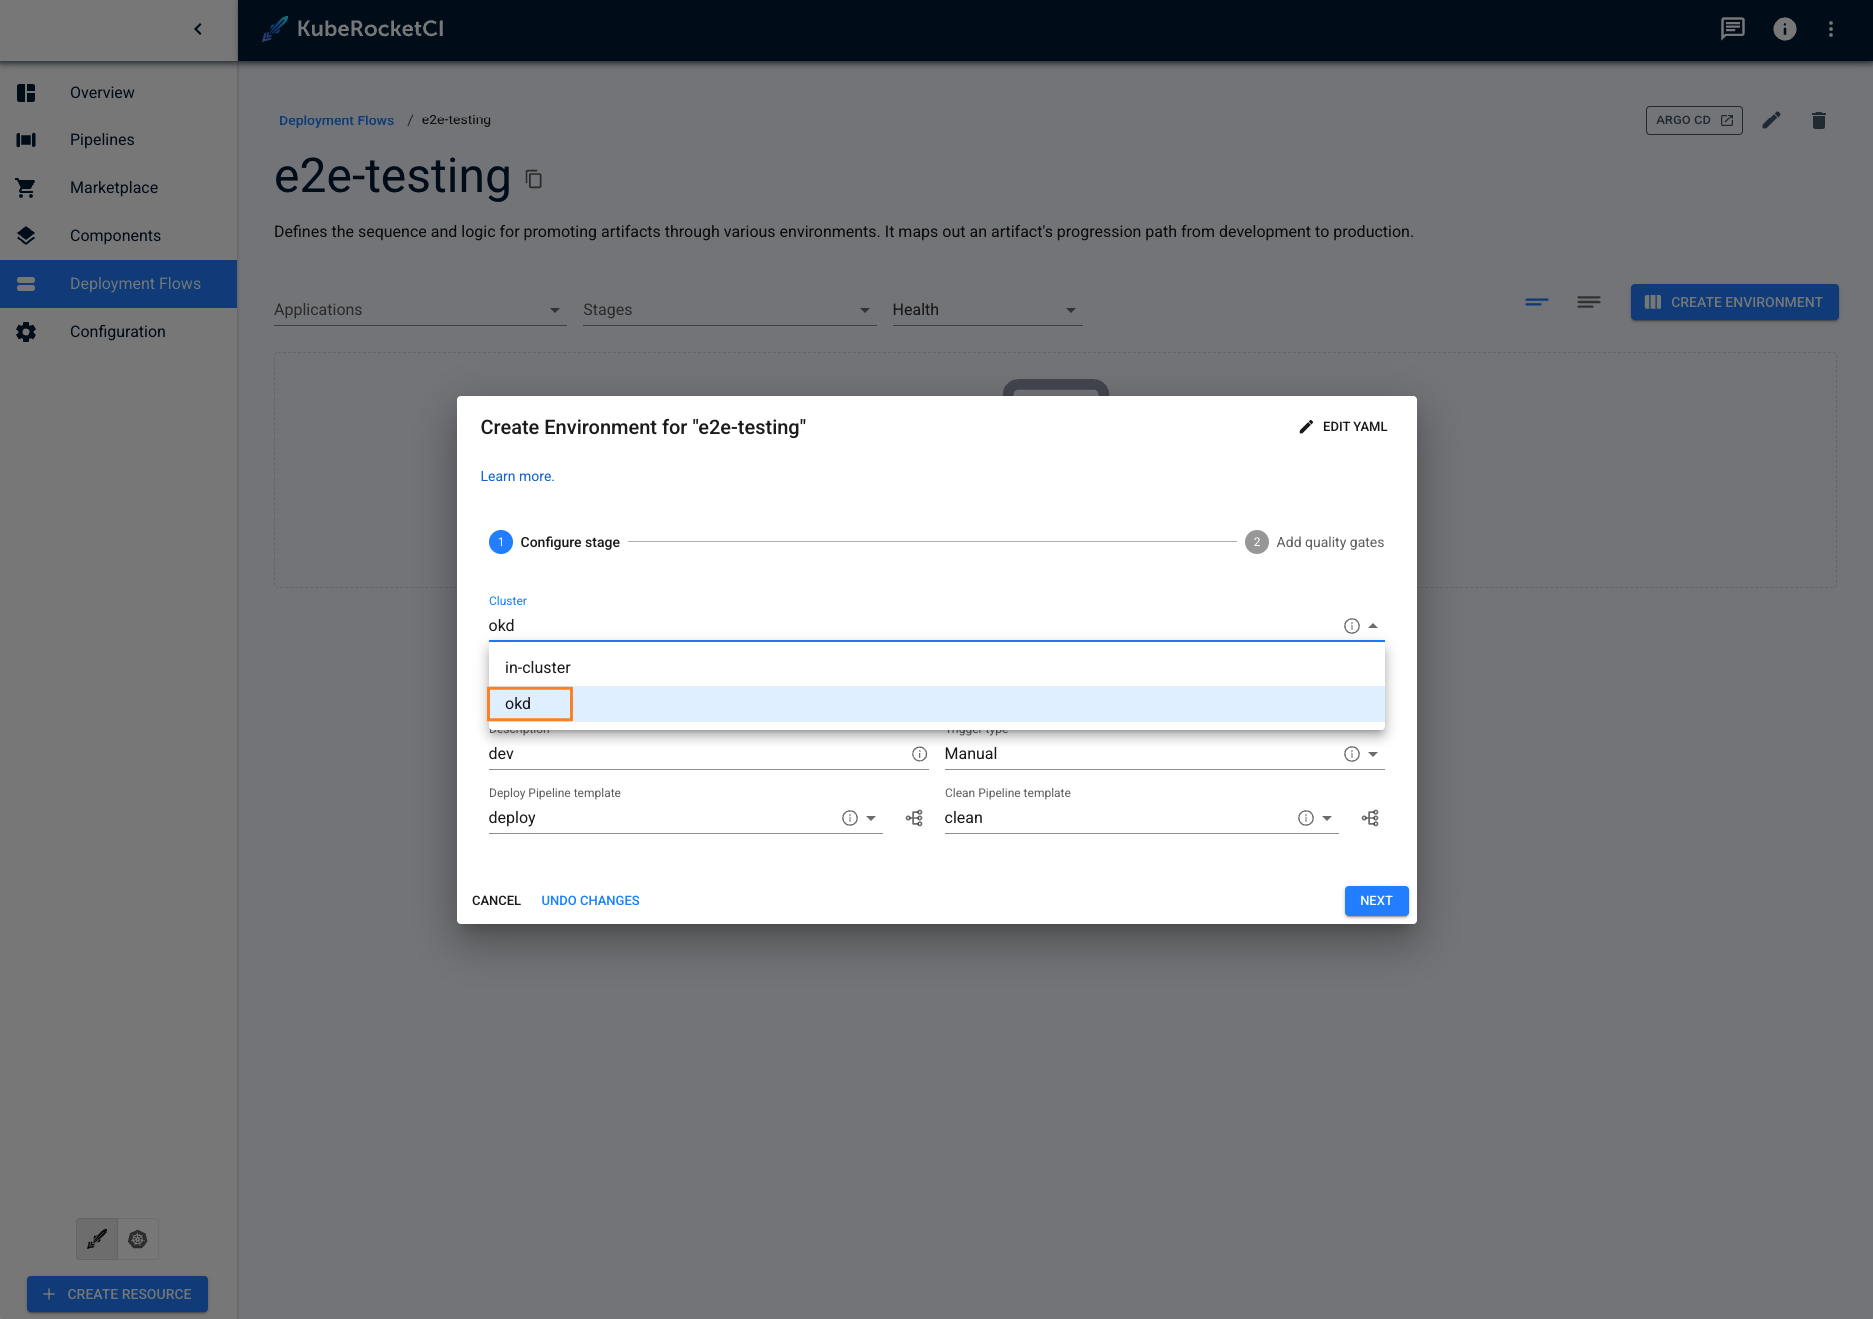 KubeRocketCI
Overview
Pipelines
Marketplace
Components
Deployment Flows
Configuration
CREATE RESOURCE
Deployment Flows / e2e-testing
ARGO CD
e2e-testing
Defines the sequence and logic for promoting artifacts through various environments. It maps out an artifact's progression path from development to production.
Applications
Stages
Health
CREATE ENVIRONMENT
Create Environment for "e2e-testing"
EDIT YAML
Learn more.
1 Configure stage
2 Add quality gates
Cluster
okd
in-cluster
okd
Description
Trigger type
dev
Manual
Deploy Pipeline template
Clean Pipeline template
deploy
clean
CANCEL
UNDO CHANGES
NEXT